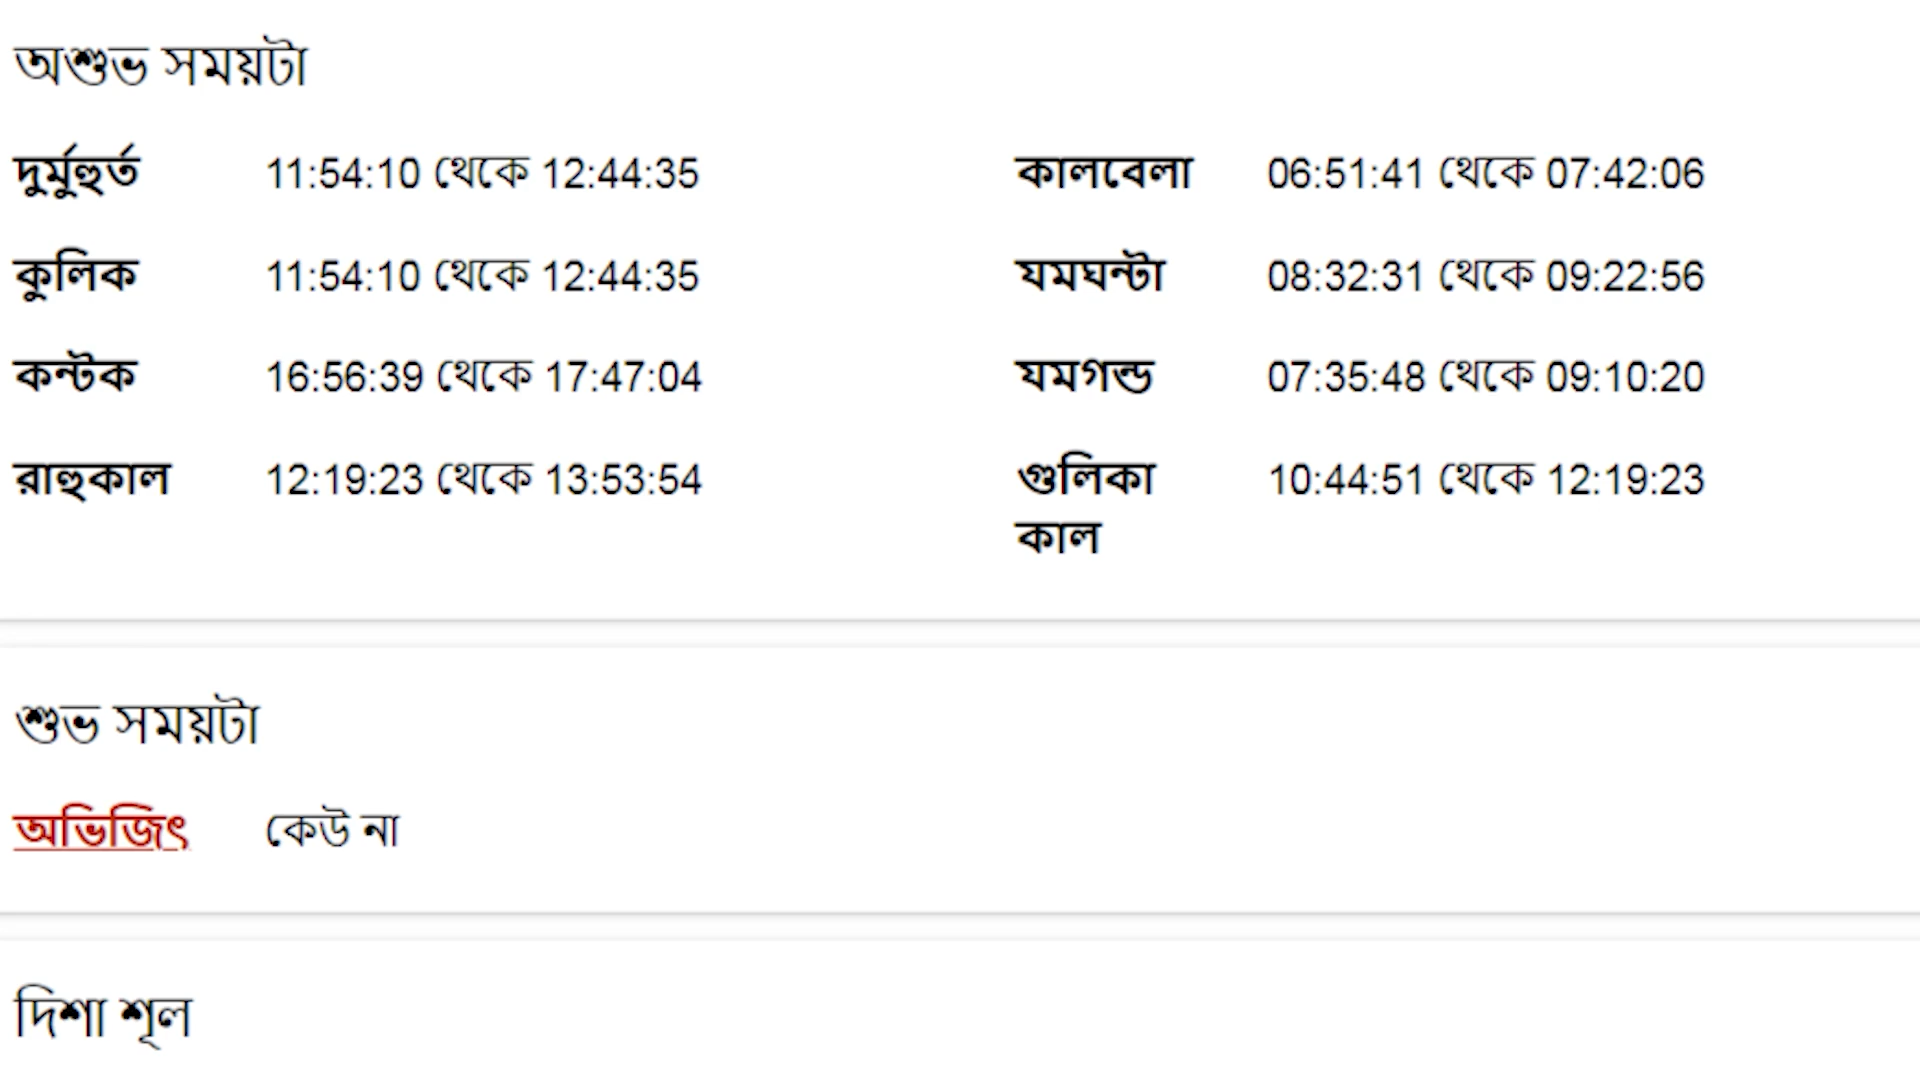 অশুভ সময়টা
দুর্মুহুর্ত 11:54:10 থেকে 12:44:35 কালবেলা 06:51:41 থেকে 07:42:06
কুলিক 11:54:10 থেকে 12:44:35 যমঘন্টা 08:32:31 থেকে 09:22:56
কন্টক 16:56:39 থেকে 17:47:04 যমগন্ড 07:35:48 থেকে 09:10:20
রাহুকাল 12:19:23 থেকে 13:53:54 গুলিকা 10:44:51 থেকে 12:19:23
কাল
শুভ সময়টা
অভিজিৎ কেউ না
দিশা শূল